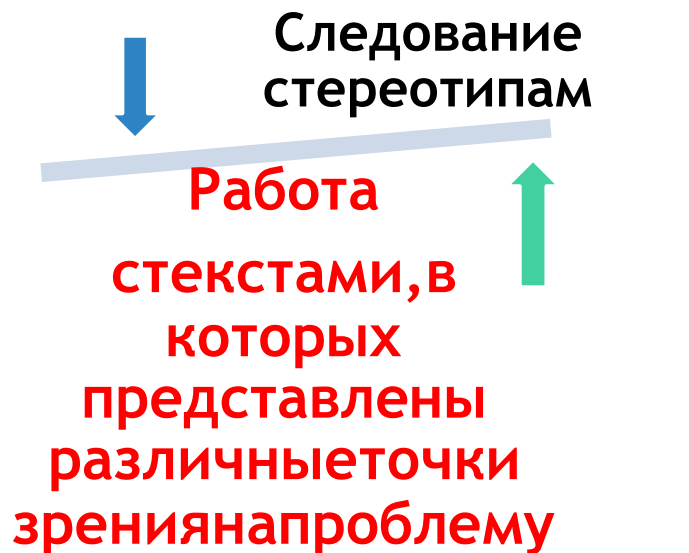 Следование
стереотипам
Работа
стекстами,в
которых
представлены
различныеточки
зрениянапроблему